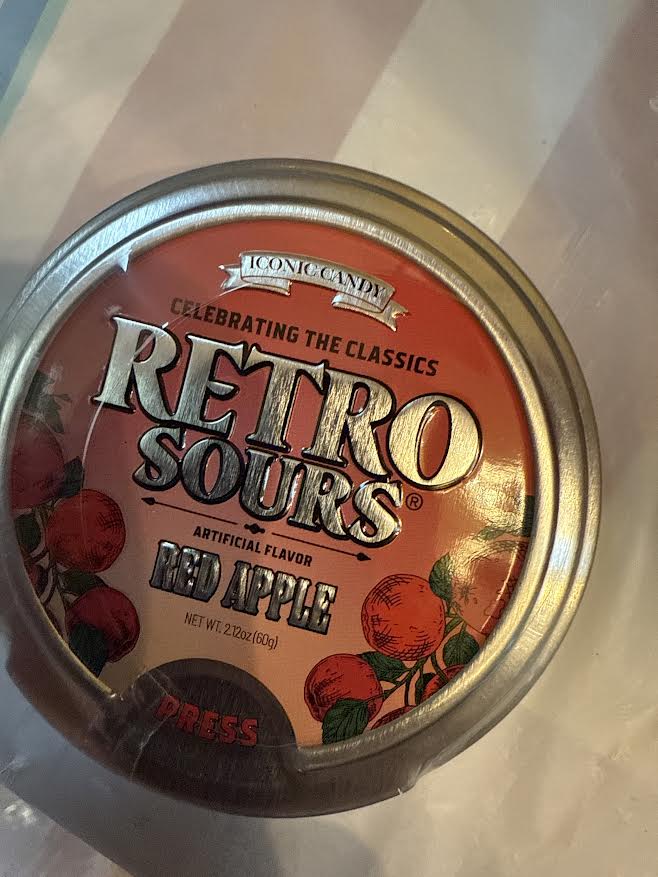 ICONIC CANDY
CELEBRATING THE CLASSICS
RETRO
SOURS®
ARTIFICIAL FLAVOR
RED APPLE
NET WT. 2.12oz (60g)
PRESS